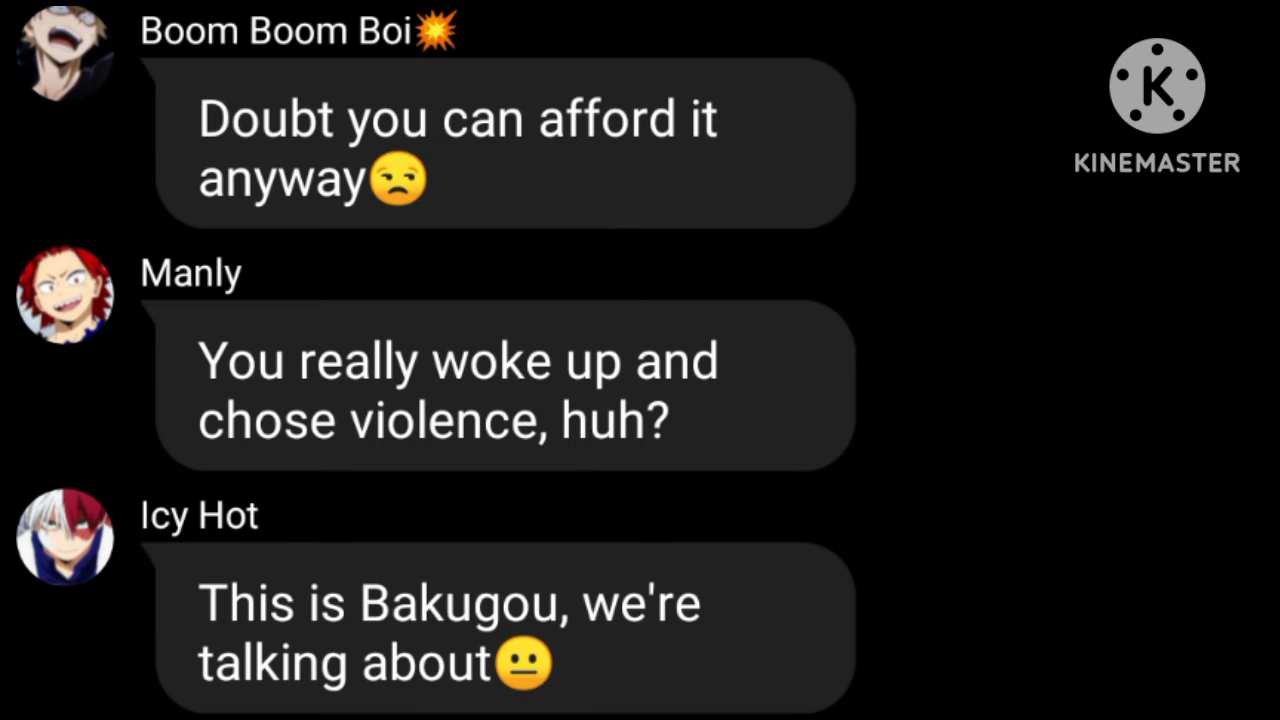 Boom Boom Boi💥
Doubt you can afford it
anyway😒
Manly
You really woke up and
chose violence, huh?
Icy Hot
This is Bakugou, we're
talking about😐
K
KINEMASTER